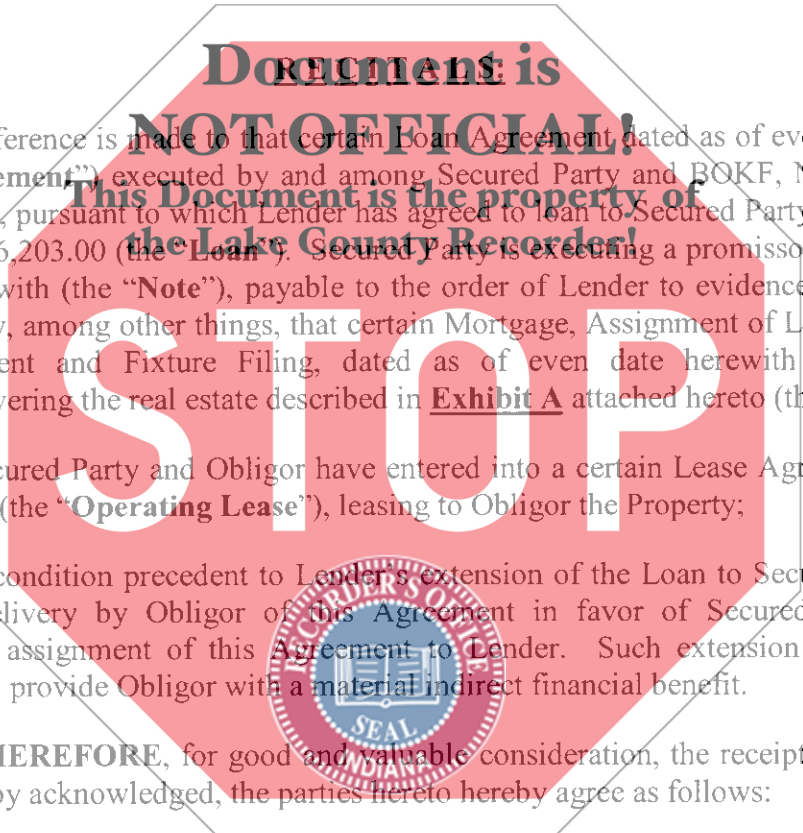 Document is
RECITALS:
NOT OFFICIAL!
ference is made to that certain Loan Agreement dated as of eve
ement”) executed by and among Secured Party and BOKF, N
This Document is the property of
, pursuant to which Lender has agreed to loan to Secured Party
the Lake County Recorder!
6,203.00 (the “Loan”). Secured Party is executing a promisso
with (the “Note”), payable to the order of Lender to evidence
y, among other things, that certain Mortgage, Assignment of L
ent and Fixture Filing, dated as of even date herewith
vering the real estate described in Exhibit A attached hereto (th
STOP
cured Party and Obligor have entered into a certain Lease Agr
(the “Operating Lease”), leasing to Obligor the Property;
condition precedent to Lender’s extension of the Loan to Secu
livery by Obligor of this Agreement in favor of Secured
assignment of this Agreement to Lender. Such extension
provide Obligor with a material indirect financial benefit.
RECORDER'S OFFICE
SEAL
INDIANA
HEREFORE, for good and valuable consideration, the receipt
by acknowledged, the parties hereto hereby agree as follows: